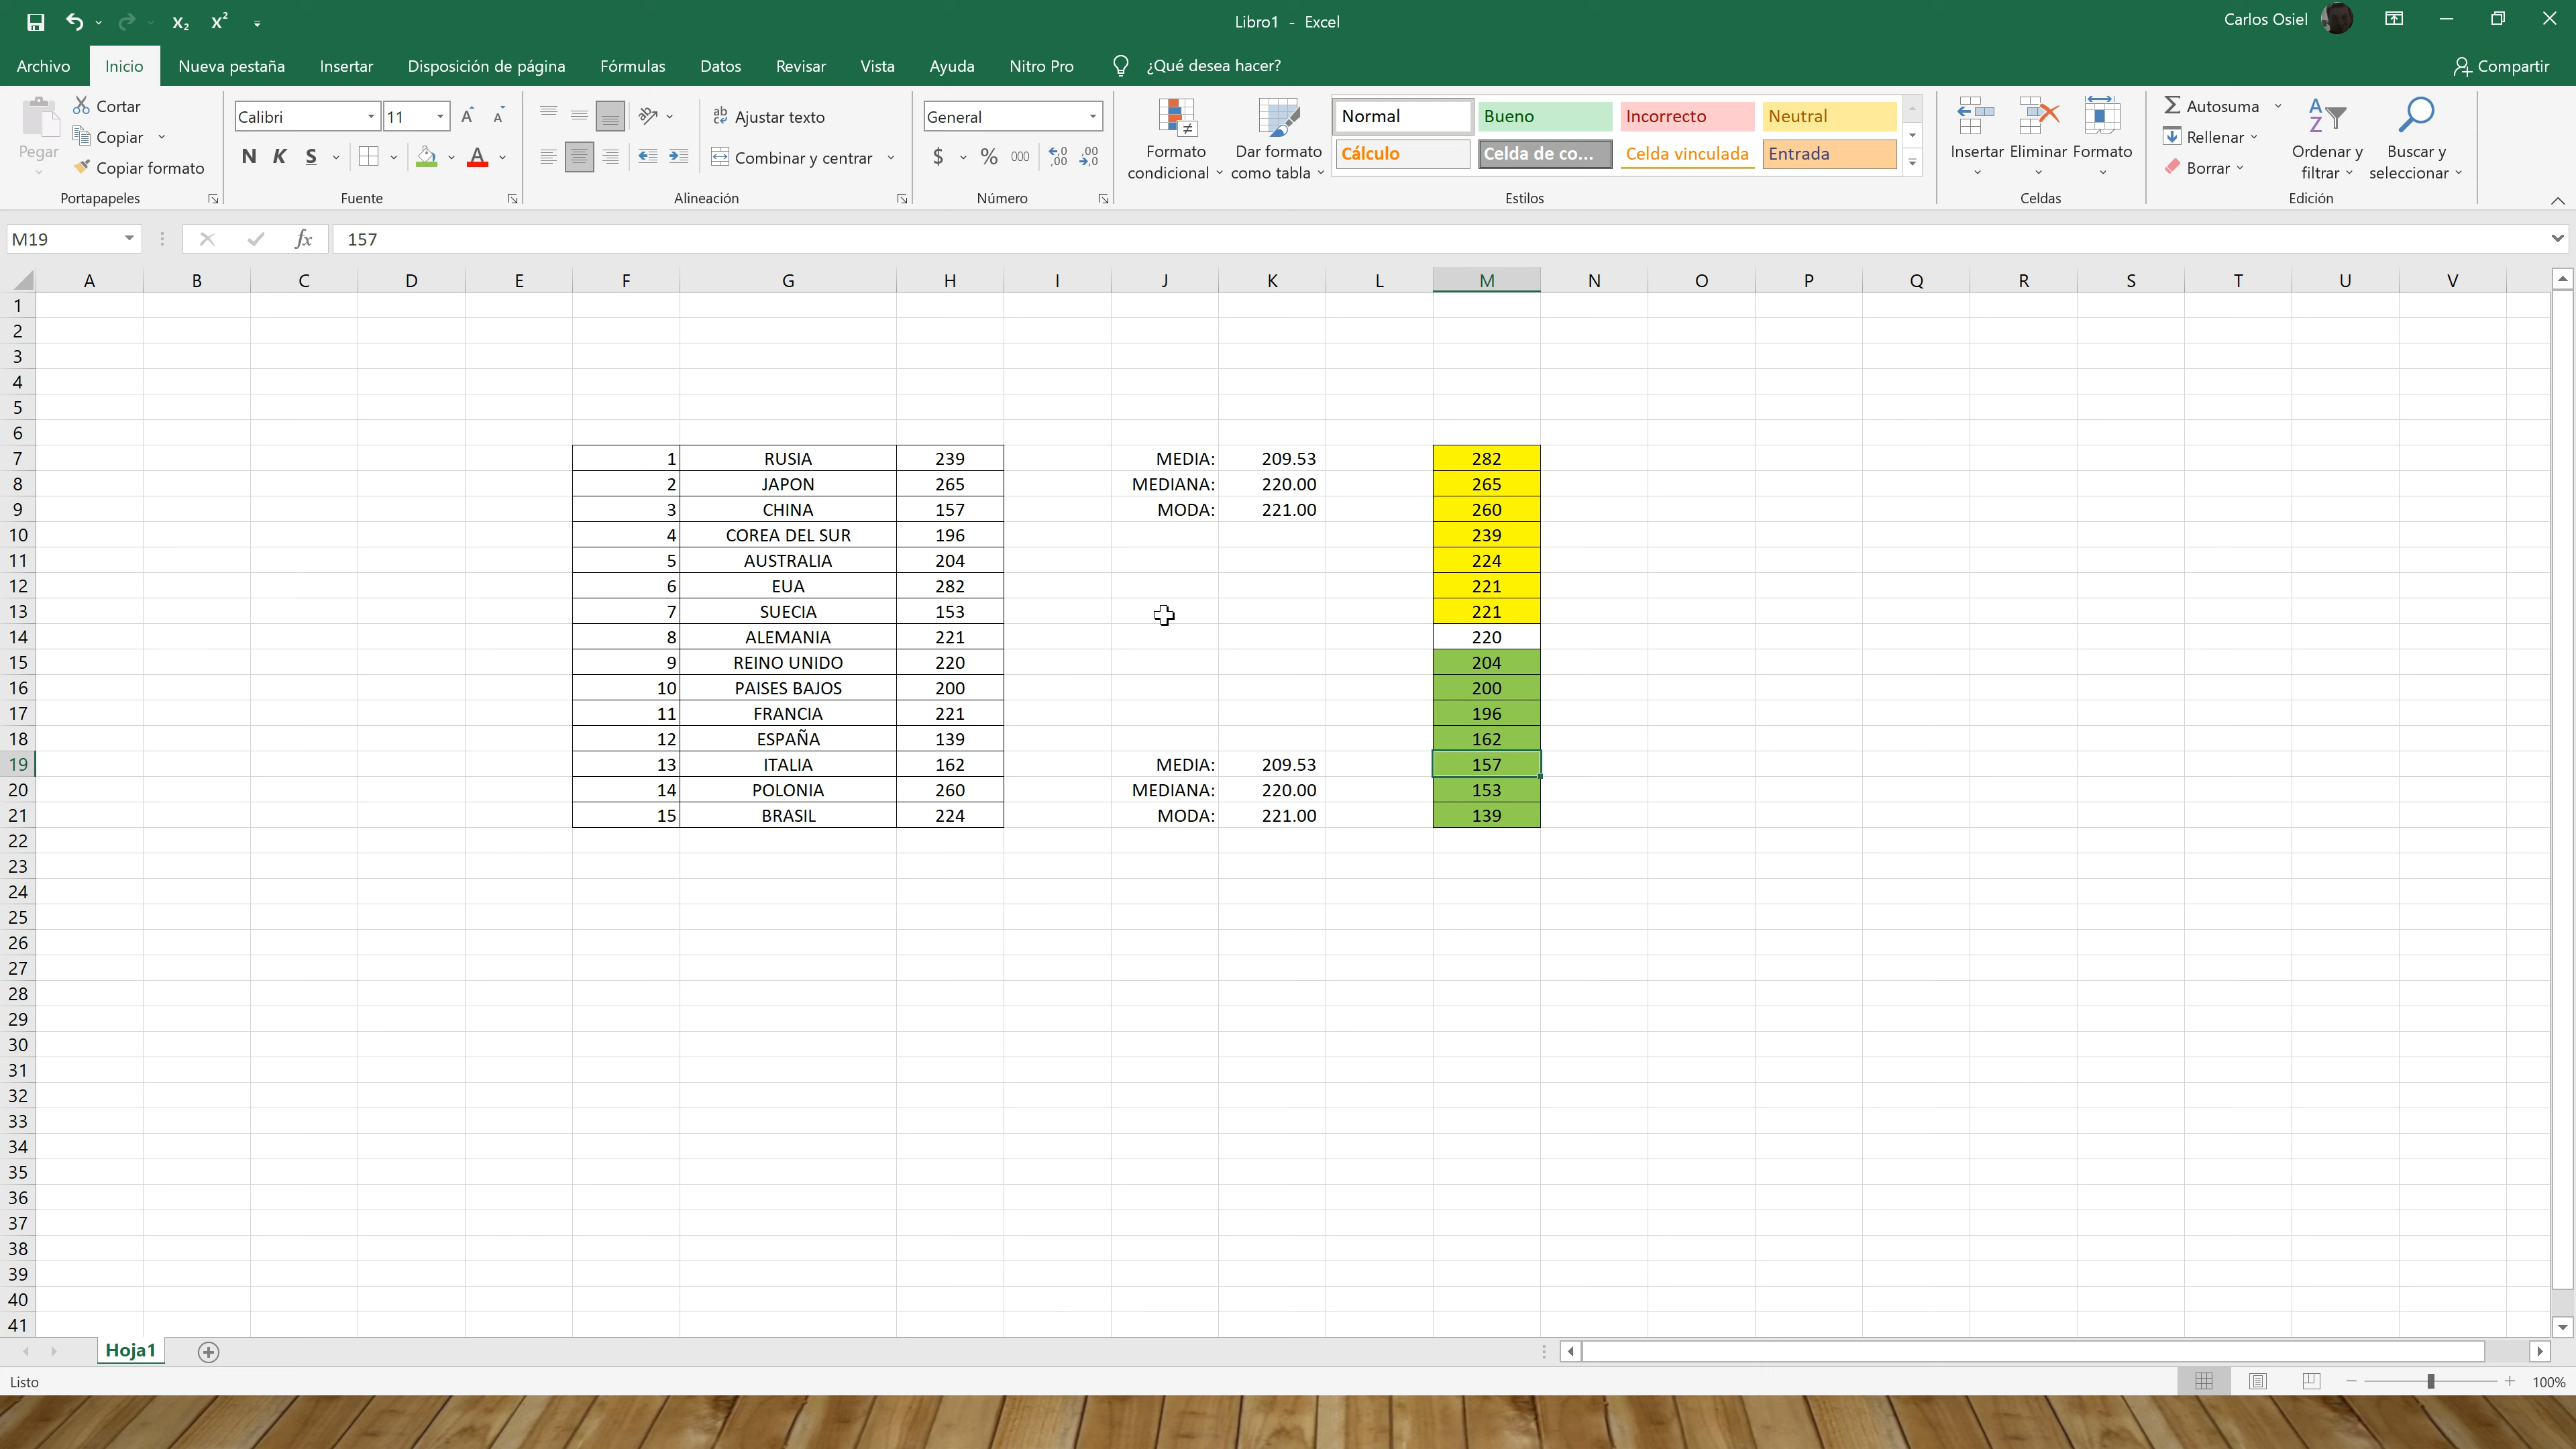 Libro1 - Excel
Carlos Osiel
Archivo Inicio Nueva pestaña Insertar Disposición de página Fórmulas Datos Revisar Vista Ayuda Nitro Pro ¿Qué desea hacer? Compartir
Pegar
Cortar
Copiar
Copiar formato
Portapapeles
Calibri 11
N K S
Fuente
Ajustar texto
Combinar y centrar
Alineación
General
$ % 000
Número
Formato condicional
Dar formato como tabla
Normal Bueno Incorrecto Neutral
Cálculo Celda de co... Celda vinculada Entrada
Estilos
Insertar Eliminar Formato
Celdas
Autosuma
Rellenar
Borrar
Ordenar y filtrar
Buscar y seleccionar
Edición
M19 fx 157
A B C D E F G H I J K L M N O P Q R S T U V
1
2
3
4
5
6
7 1 RUSIA 239 MEDIA: 209.53 282
8 2 JAPON 265 MEDIANA: 220.00 265
9 3 CHINA 157 MODA: 221.00 260
10 4 COREA DEL SUR 196 239
11 5 AUSTRALIA 204 224
12 6 EUA 282 221
13 7 SUECIA 153 221
14 8 ALEMANIA 221 220
15 9 REINO UNIDO 220 204
16 10 PAISES BAJOS 200 200
17 11 FRANCIA 221 196
18 12 ESPAÑA 139 162
19 13 ITALIA 162 MEDIA: 209.53 157
20 14 POLONIA 260 MEDIANA: 220.00 153
21 15 BRASIL 224 MODA: 221.00 139
22
23
24
25
26
27
28
29
30
31
32
33
34
35
36
37
38
39
40
41
Hoja1
Listo
100%